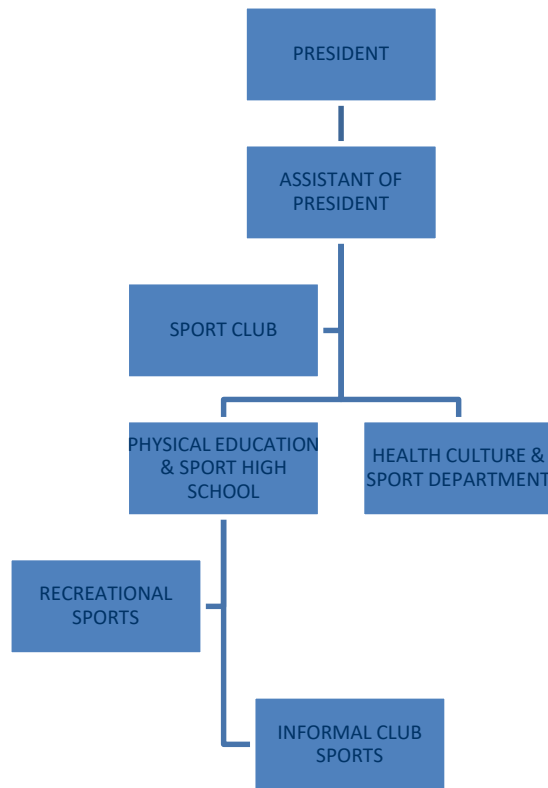 PRESIDENT
ASSISTANT OF
PRESIDENT
SPORT CLUB
PHYSICAL EDUCATION
& SPORT HIGH
SCHOOL
HEALTH CULTURE &
SPORT DEPARTMENT
RECREATIONAL
SPORTS
INFORMAL CLUB
SPORTS